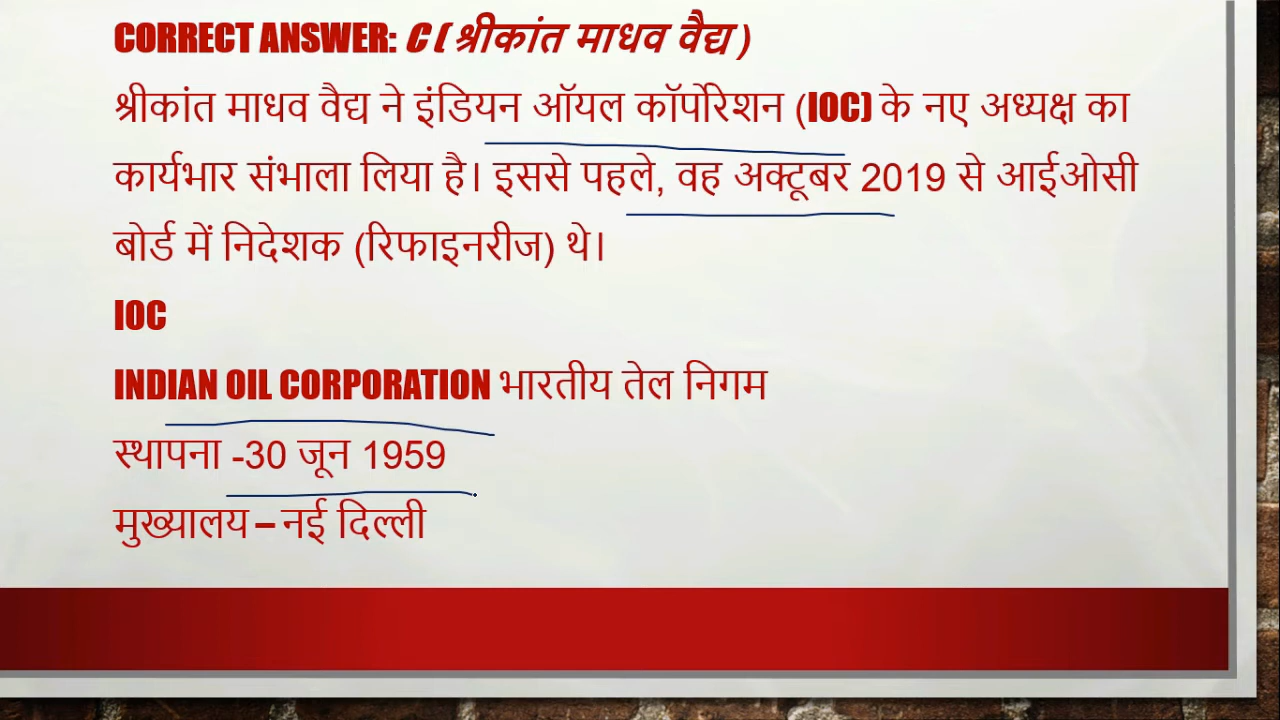 CORRECT ANSWER: C ( श्रीकांत माधव वैद्य )
श्रीकांत माधव वैद्य ने इंडियन ऑयल कॉर्पोरेशन (IOC) के नए अध्यक्ष का
कार्यभार संभाला लिया है। इससे पहले, वह अक्टूबर 2019 से आईओसी
बोर्ड में निदेशक (रिफाइनरीज) थे।
IOC
INDIAN OIL CORPORATION भारतीय तेल निगम
स्थापना -30 जून 1959
मुख्यालय – नई दिल्ली